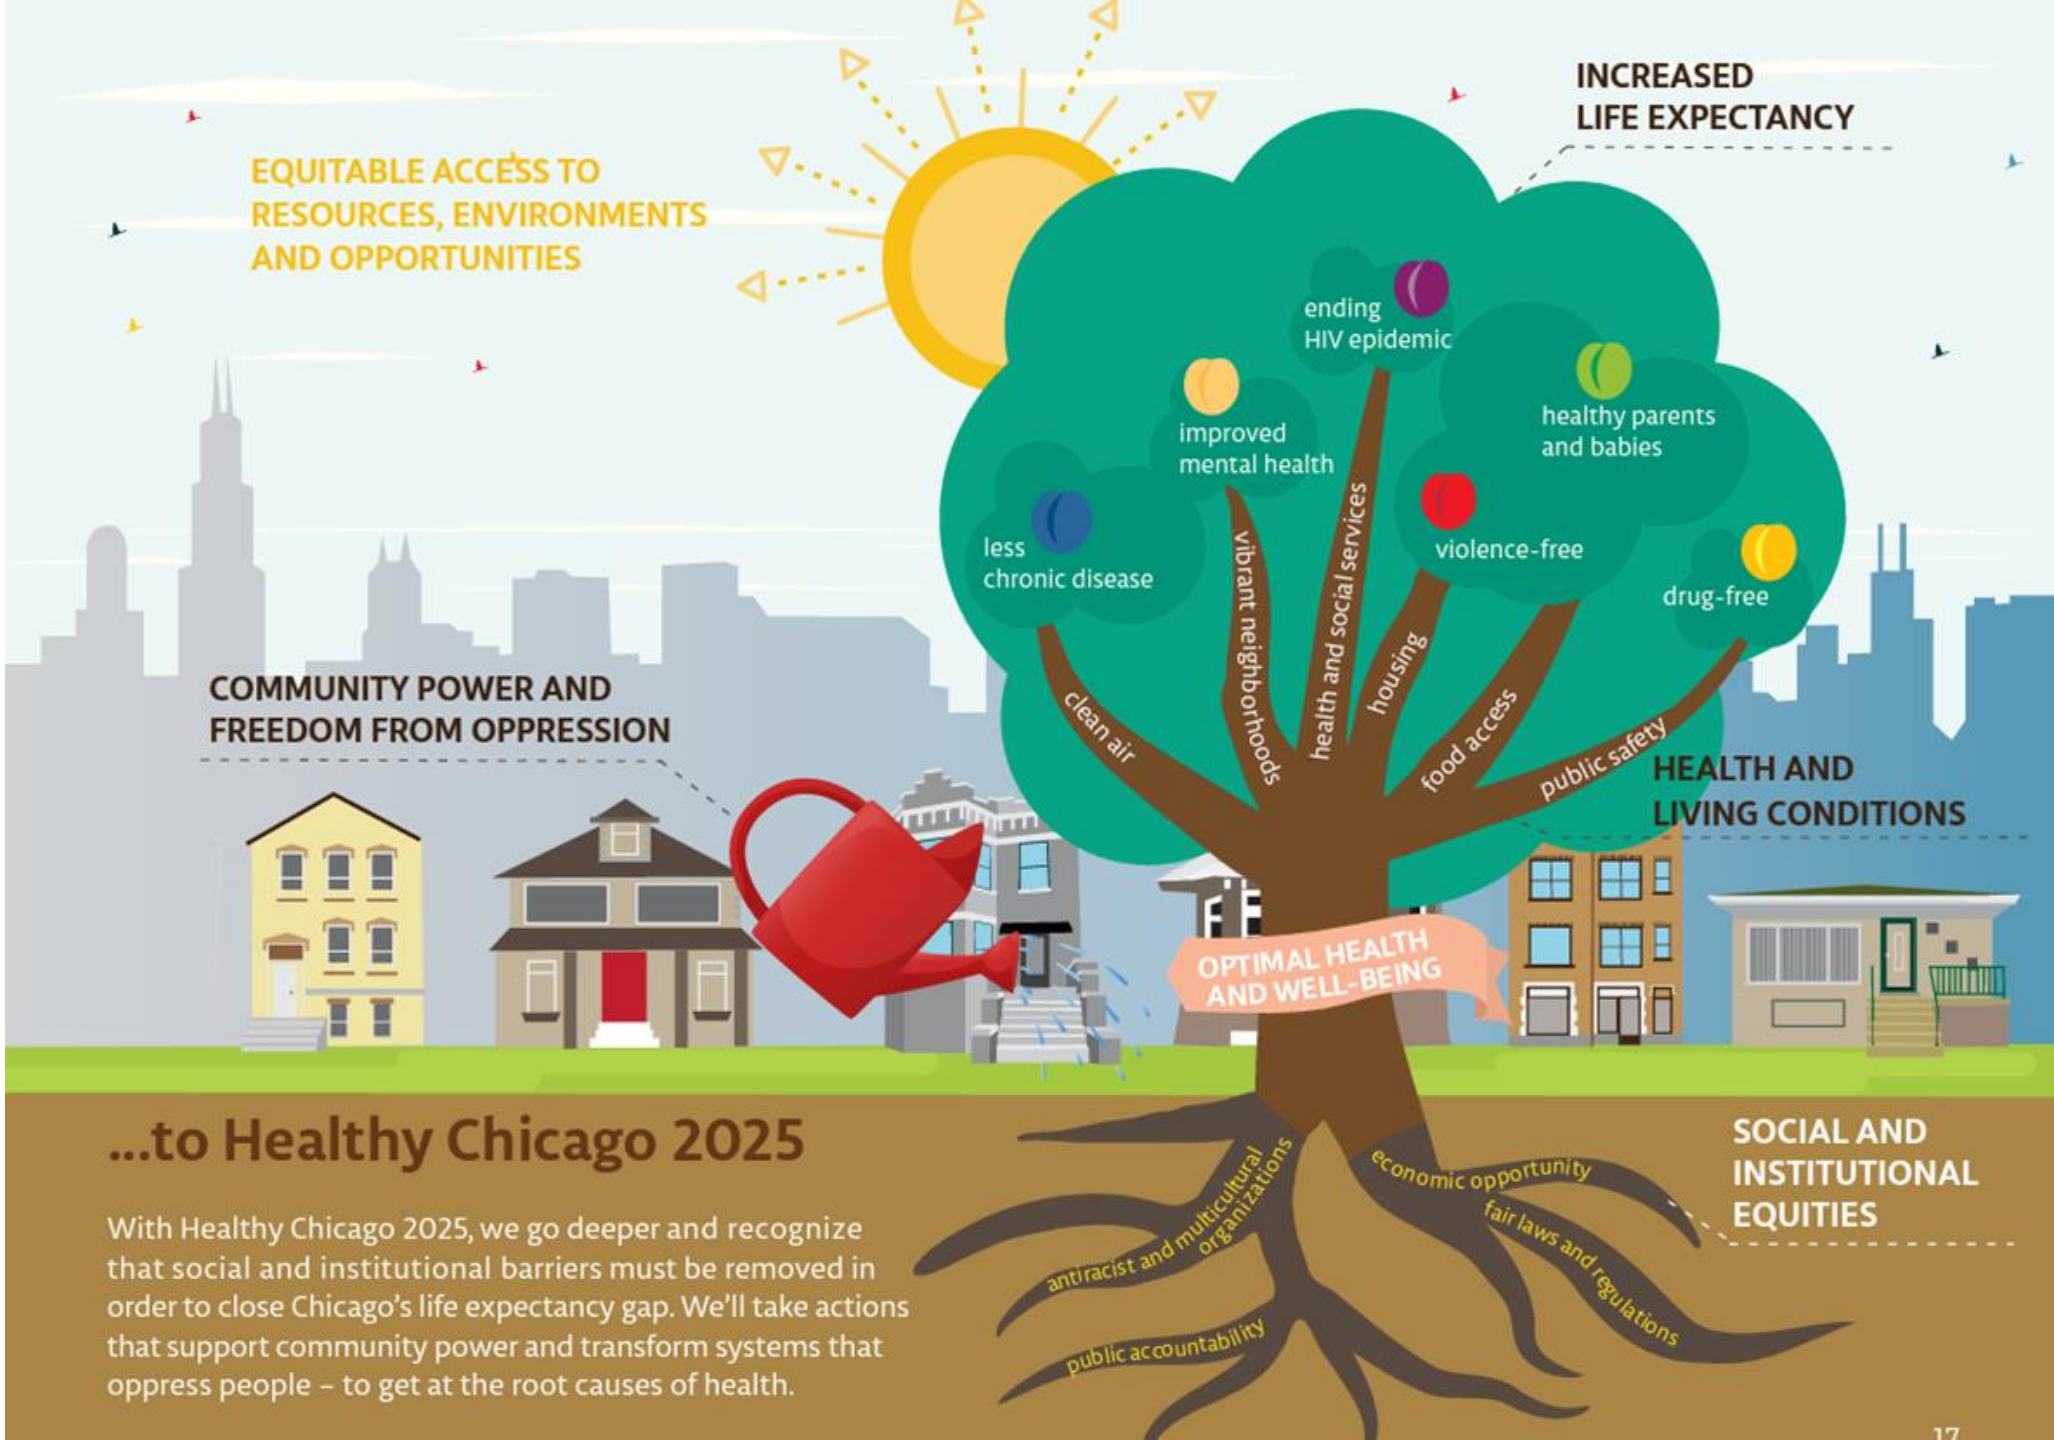 INCREASED
LIFE EXPECTANCY
EQUITABLE ACCESS TO
RESOURCES, ENVIRONMENTS
AND OPPORTUNITIES
ending
HIV epidemic
improved
mental health
healthy parents
and babies
less
chronic disease
violence-free
drug-free
clean air
vibrant neighborhoods
health and social services
housing
food access
public safety
COMMUNITY POWER AND
FREEDOM FROM OPPRESSION
HEALTH AND
LIVING CONDITIONS
OPTIMAL HEALTH
AND WELL-BEING
...to Healthy Chicago 2025
With Healthy Chicago 2025, we go deeper and recognize
that social and institutional barriers must be removed in
order to close Chicago's life expectancy gap. We'll take actions
that support community power and transform systems that
oppress people – to get at the root causes of health.
antiracist and multicultural
organizations
public accountability
economic opportunity
fair laws and regulations
SOCIAL AND
INSTITUTIONAL
EQUITIES
17